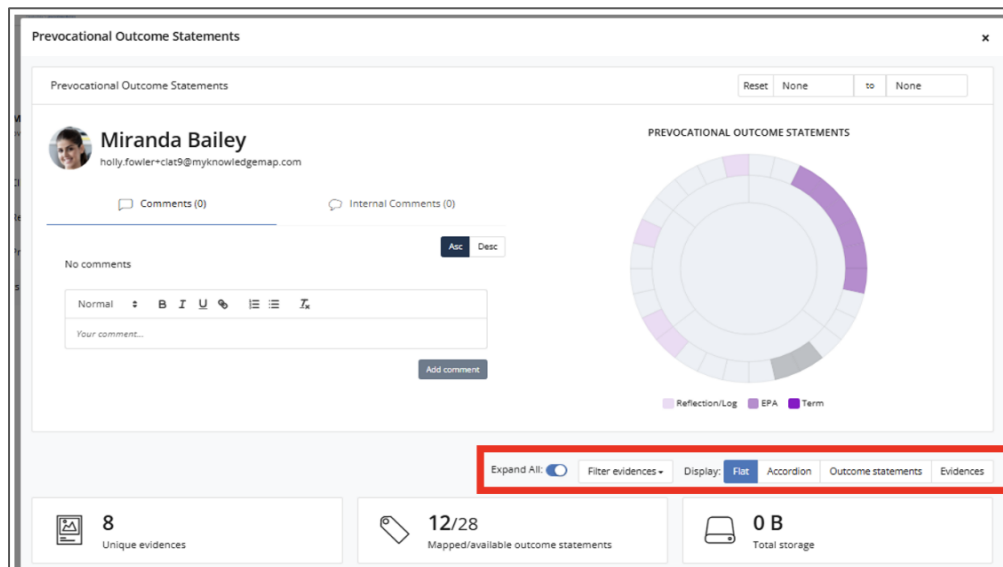 Prevocational Outcome Statements
×
Prevocational Outcome Statements
Reset None to None
Miranda Bailey
holly.fowler+clat9@myknowledgemap.com
Comments (0)
Internal Comments (0)
Asc Desc
No comments
Normal B I U
Your comment...
Add comment
PREVOCATIONAL OUTCOME STATEMENTS
Reflection/Log EPA Term
Expand All: Filter evidences Display: Flat Accordion Outcome statements Evidences
8
Unique evidences
12/28
Mapped/available outcome statements
0 B
Total storage